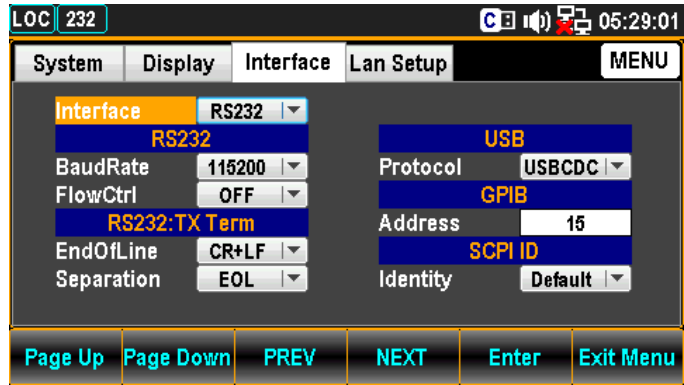 LOC 232 C 05:29:01
System Display Interface Lan Setup MENU
Interface RS232
RS232 USB
BaudRate 115200 Protocol USBCDC
FlowCtrl OFF GPIB
RS232:TX Term Address 15
EndOfLine CR+LF SCPI ID
Separation EOL Identity Default
Page Up Page Down PREV NEXT Enter Exit Menu